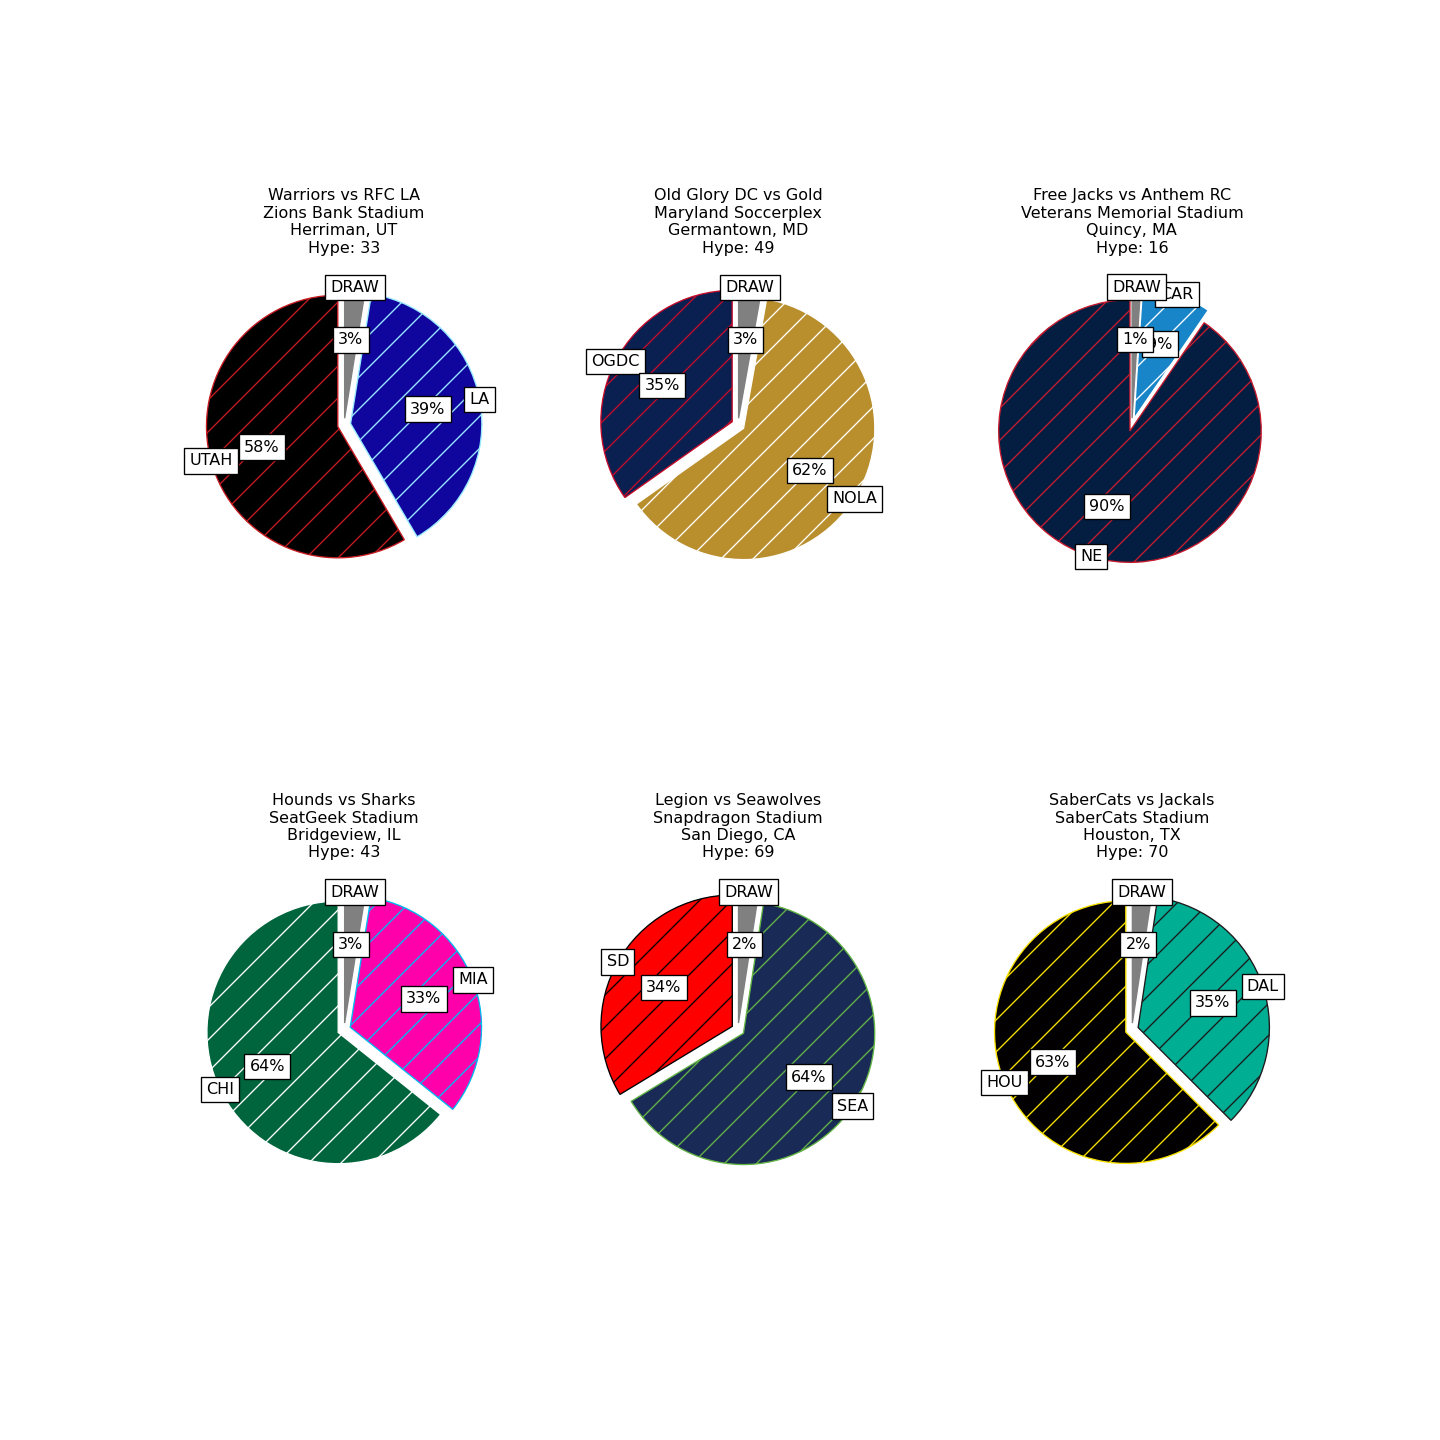 Warriors vs RFC LA
Zions Bank Stadium
Herriman, UT
Hype: 33
DRAW
3%
LA
39%
58%
UTAH
Old Glory DC vs Gold
Maryland Soccerplex
Germantown, MD
Hype: 49
DRAW
3%
OGDC
35%
62%
NOLA
Free Jacks vs Anthem RC
Veterans Memorial Stadium
Quincy, MA
Hype: 16
DRAW
CAR
1%
90%
NE
Hounds vs Sharks
SeatGeek Stadium
Bridgeview, IL
Hype: 43
DRAW
3%
MIA
33%
64%
CHI
Legion vs Seawolves
Snapdragon Stadium
San Diego, CA
Hype: 69
DRAW
2%
SD
34%
64%
SEA
SaberCats vs Jackals
SaberCats Stadium
Houston, TX
Hype: 70
DRAW
2%
DAL
35%
63%
HOU